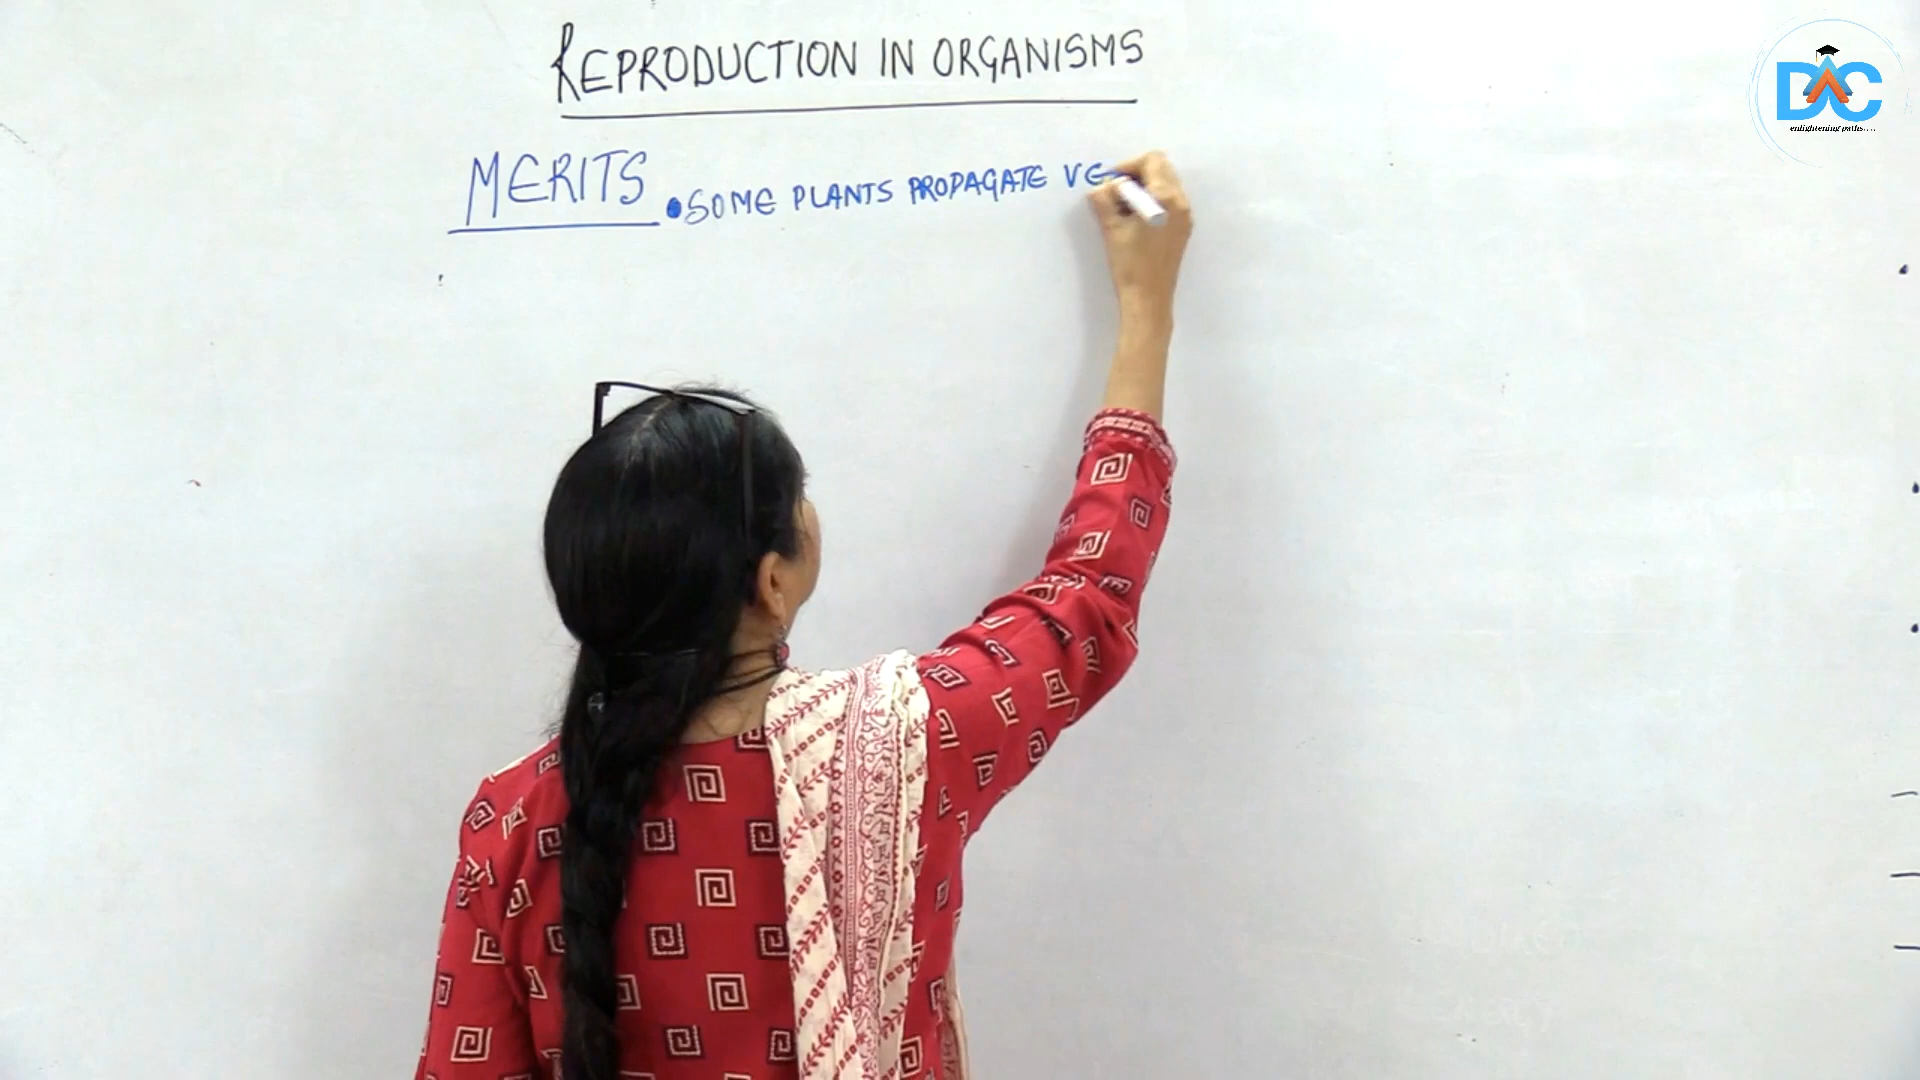 REPRODUCTION IN ORGANISMS
MERITS
• SOME PLANTS PROPAGATE VE
DAC
enlightening paths....